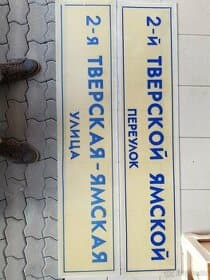 2-й ТВЕРСКОЙ ЯМСКОЙ
ПЕРЕУЛОК
2-я ТВЕРСКАЯ-ЯМСКАЯ
УЛИЦА